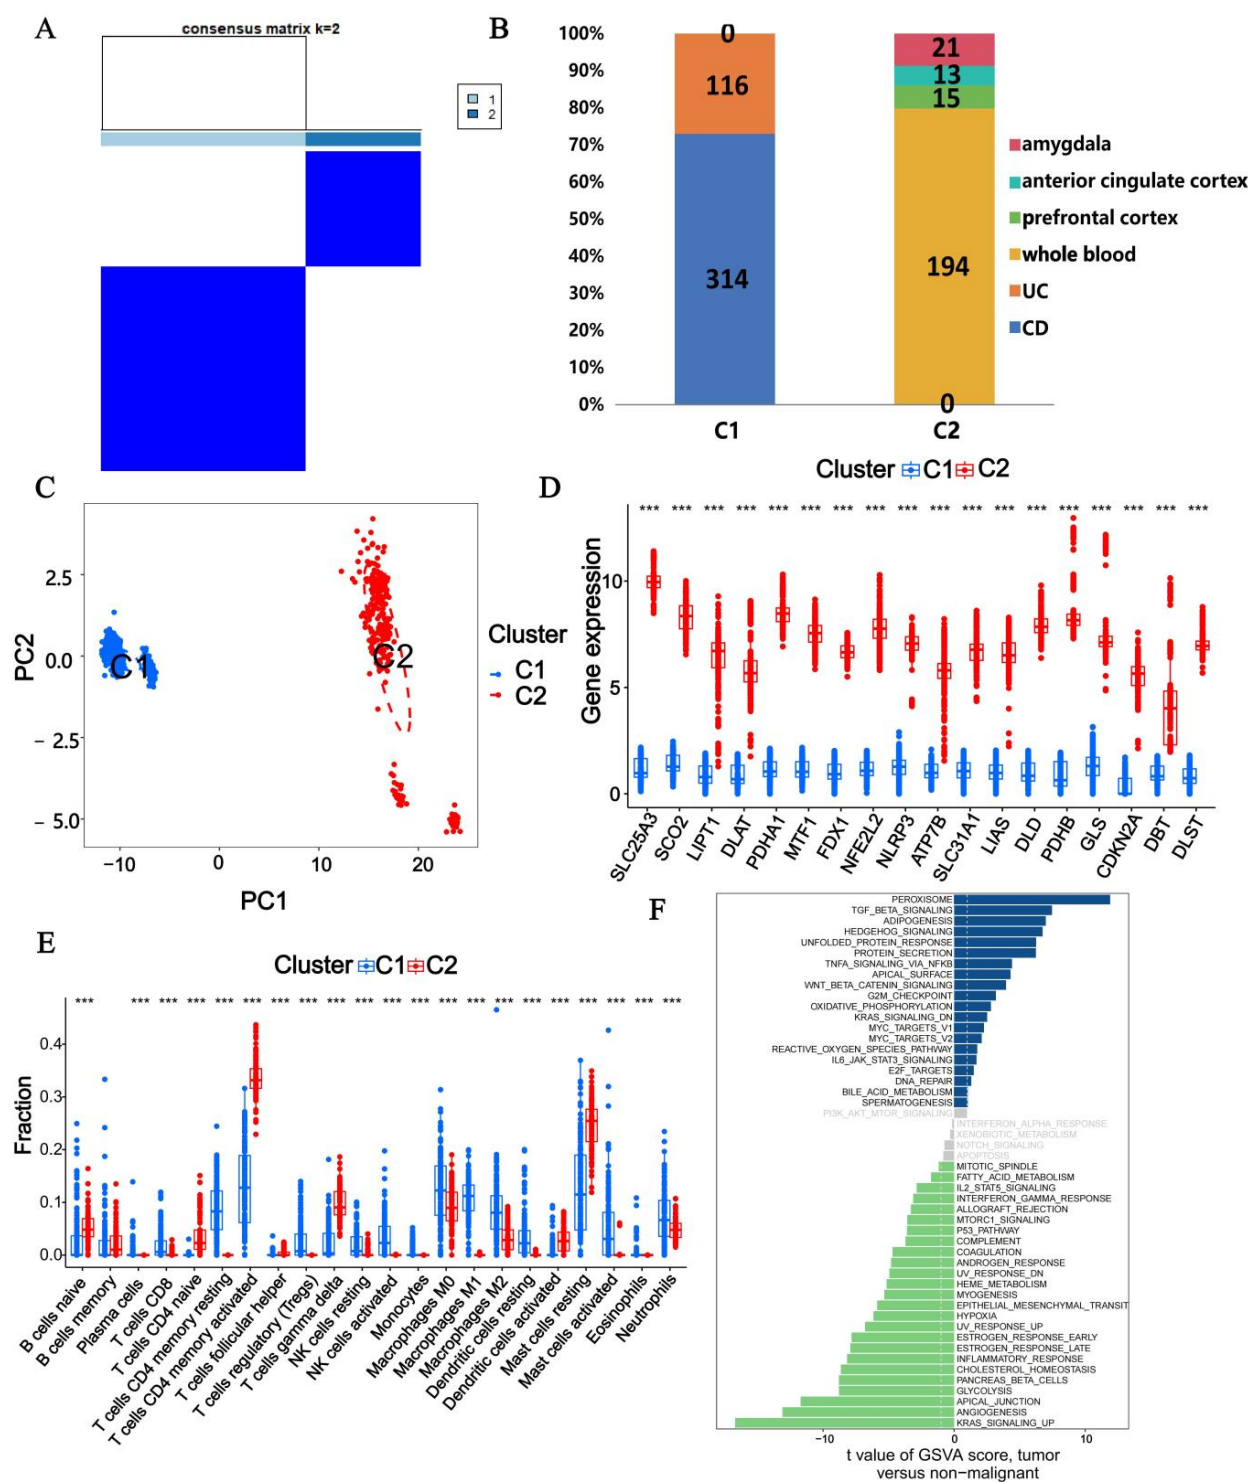 A
consensus matrix k=2
1
2
B
100%
90%
80%
70%
60%
50%
40%
30%
20%
10%
0%
0
116
314
21
13
15
194
0
C1
C2
amygdala
anterior cingulate cortex
prefrontal cortex
whole blood
UC
CD
C
PC2
2.5
0.0
− 2.5
− 5.0
C1
C2
−10
0
10
20
PC1
Cluster
C1
C2
D
Cluster C1 C2
*** *** *** *** *** *** *** *** *** *** *** *** *** *** *** *** *** ***
Gene expression
10
5
0
SLC25A3
SCO2
LIPT1
DLAT
PDHA1
MTF1
FDX1
NFE2L2
NLRP3
ATP7B
SLC31A1
LIAS
DLD
PDHB
GLS
CDKN2A
DBT
DLST
E
Cluster C1 C2
*** *** *** *** *** *** *** *** *** *** *** *** *** *** *** *** *** *** *** *** ***
Fraction
0.4
0.3
0.2
0.1
0.0
B cells naive
B cells memory
Plasma cells
T cells CD8
T cells CD4 naive
T cells CD4 memory resting
T cells CD4 memory activated
T cells follicular helper
T cells regulatory (Tregs)
T cells gamma delta
NK cells resting
NK cells activated
Monocytes
Macrophages M0
Macrophages M1
Macrophages M2
Dendritic cells resting
Dendritic cells activated
Mast cells resting
Mast cells activated
Eosinophils
Neutrophils
F
PEROXISOME
TGF_BETA_SIGNALING
ADIPOGENESIS
HEDGEHOG_SIGNALING
UNFOLDED_PROTEIN_RESPONSE
PROTEIN_SECRETION
TNFA_SIGNALING_VIA_NFKB
APICAL_SURFACE
WNT_BETA_CATENIN_SIGNALING
G2M_CHECKPOINT
OXIDATIVE_PHOSPHORYLATION
KRAS_SIGNALING_DN
MYC_TARGETS_V1
MYC_TARGETS_V2
REACTIVE_OXYGEN_SPECIES_PATHWAY
IL6_JAK_STAT3_SIGNALING
E2F_TARGETS
DNA_REPAIR
BILE_ACID_METABOLISM
SPERMATOGENESIS
PI3K_AKT_MTOR_SIGNALING
INTERFERON_ALPHA_RESPONSE
XENOBIOTIC_METABOLISM
NOTCH_SIGNALING
APOPTOSIS
MITOTIC_SPINDLE
FATTY_ACID_METABOLISM
IL2_STAT5_SIGNALING
INTERFERON_GAMMA_RESPONSE
ALLOGRAFT_REJECTION
MTORC1_SIGNALING
P53_PATHWAY
COMPLEMENT
COAGULATION
ANDROGEN_RESPONSE
UV_RESPONSE_DN
HEME_METABOLISM
MYOGENESIS
EPITHELIAL_MESENCHYMAL_TRANSIT
HYPOXIA
UV_RESPONSE_UP
ESTROGEN_RESPONSE_EARLY
ESTROGEN_RESPONSE_LATE
INFLAMMATORY_RESPONSE
CHOLESTEROL_HOMEOSTASIS
PANCREAS_BETA_CELLS
GLYCOLYSIS
APICAL_JUNCTION
ANGIOGENESIS
KRAS_SIGNALING_UP
−10
0
10
t value of GSVA score, tumor
versus non−malignant